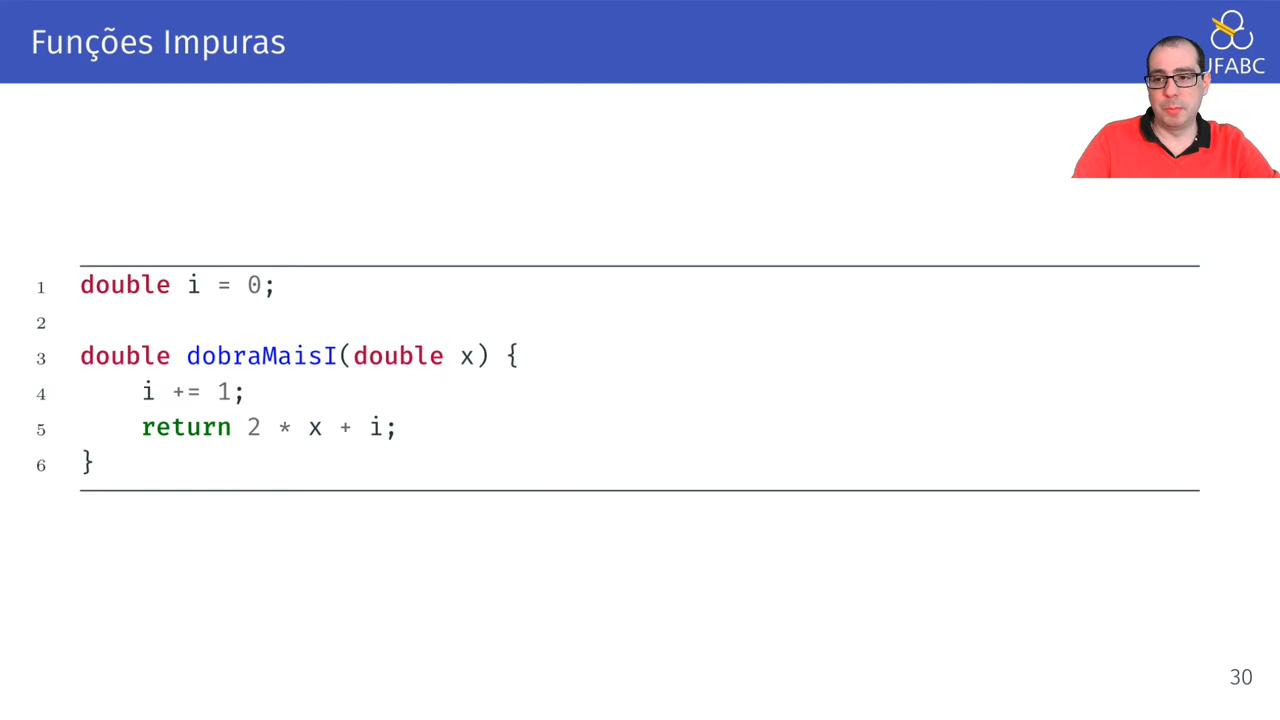 Funções Impuras
UFABC
1 double i = 0;
2
3 double dobraMaisI(double x) {
4 i += 1;
5 return 2 * x + i;
6 }
30